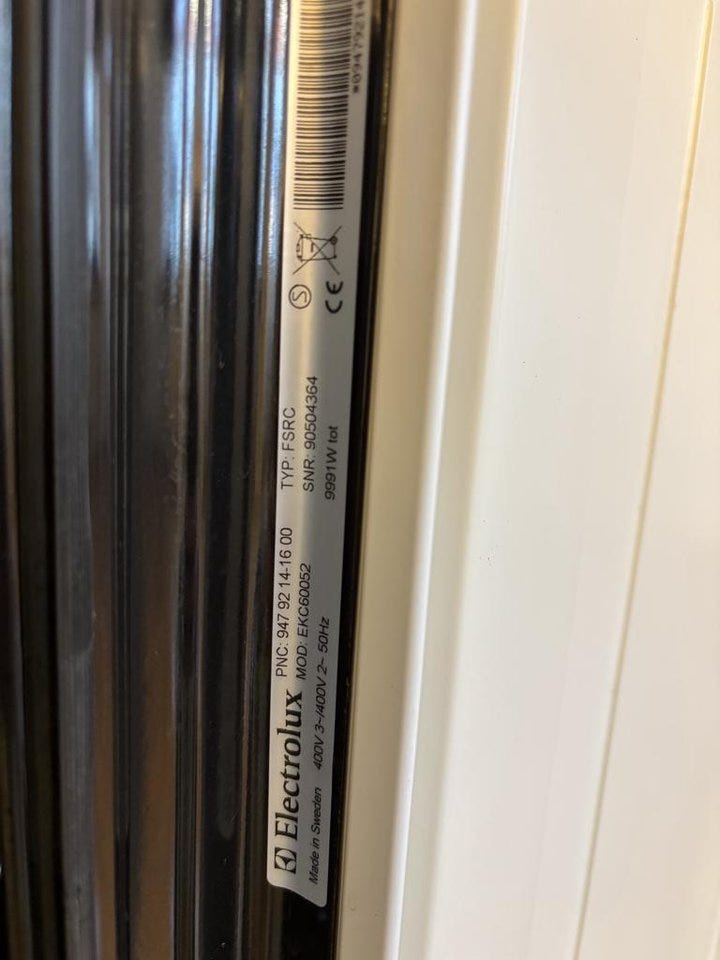 Electrolux
PNC: 947 92 14-16 00 TYP: FSRC
MOD: EKC60052 SNR: 90504364
Made in Sweden 400V 3~/400V 2~ 50Hz 9991W tot
S
CE